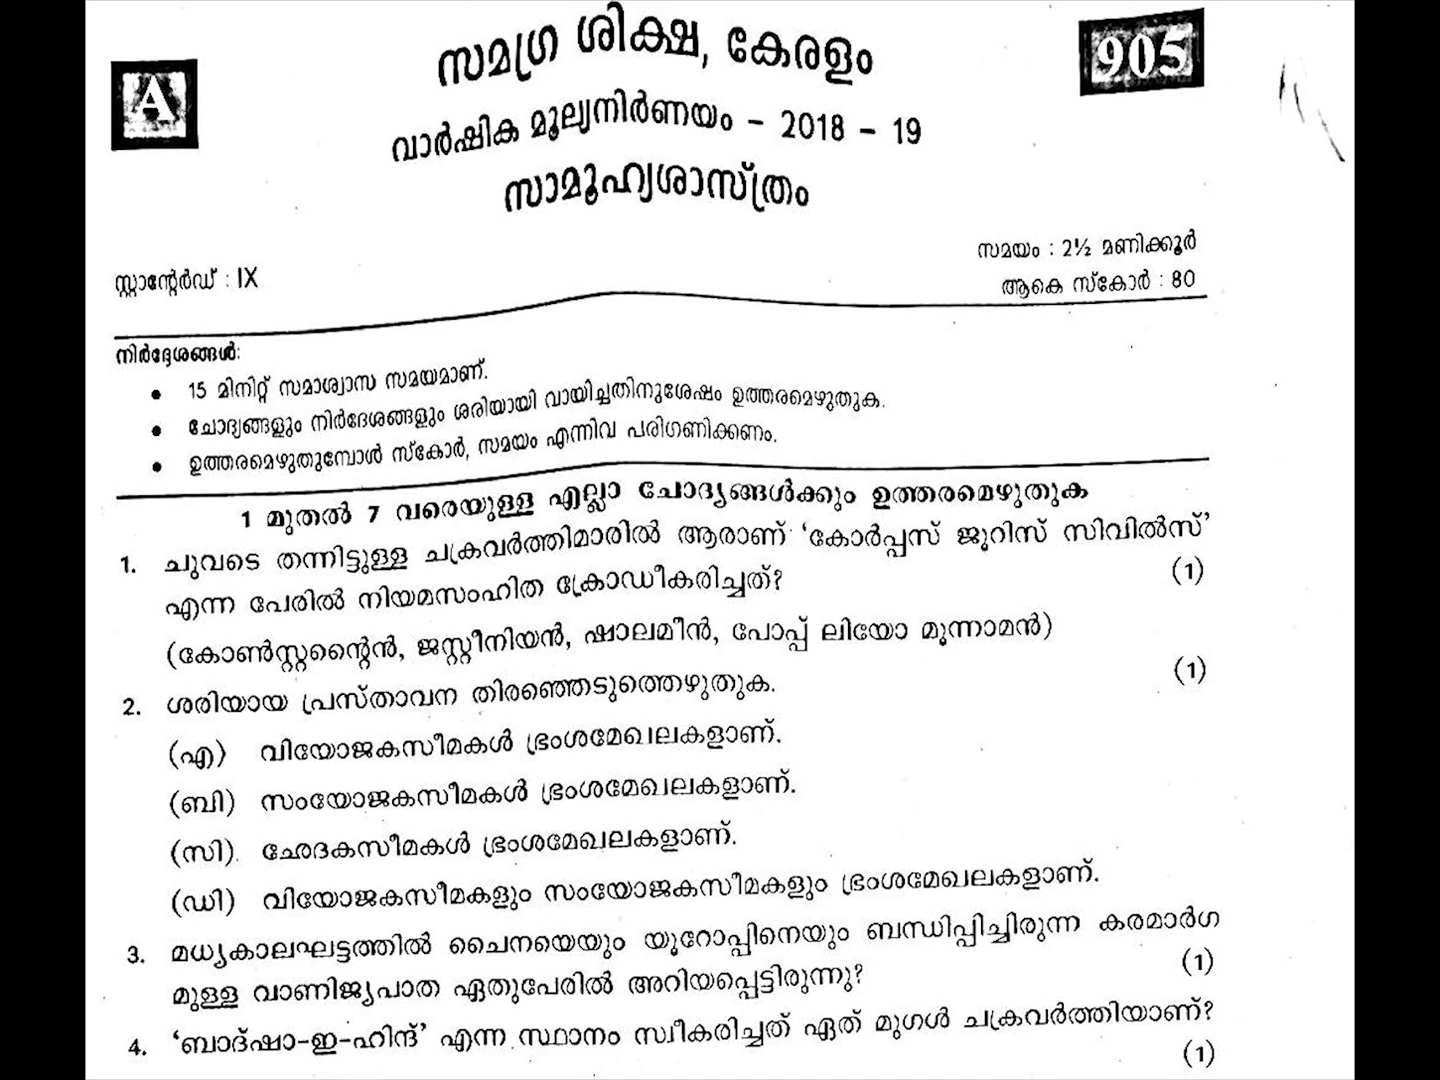 A
905
സമഗ്ര ശിക്ഷ, കേരളം
വാർഷിക മൂല്യനിർണയം – 2018 – 19
സാമൂഹ്യശാസ്ത്രം
സമയം : 2½ മണിക്കൂർ
സ്റ്റാന്റേർഡ് : IX
ആകെ സ്കോർ : 80
നിർദ്ദേശങ്ങൾ:
• 15 മിനിറ്റ് സമാശ്വാസ സമയമാണ്.
• ചോദ്യങ്ങളും നിർദേശങ്ങളും ശരിയായി വായിച്ചതിനുശേഷം ഉത്തരമെഴുതുക.
• ഉത്തരമെഴുതുമ്പോൾ സ്കോർ, സമയം എന്നിവ പരിഗണിക്കണം.
1 മുതൽ 7 വരെയുള്ള എല്ലാ ചോദ്യങ്ങൾക്കും ഉത്തരമെഴുതുക
1. ചുവടെ തന്നിട്ടുള്ള ചക്രവർത്തിമാരിൽ ആരാണ് ‘കോർപ്പസ് ജൂറിസ് സിവിൽസ്’
എന്ന പേരിൽ നിയമസംഹിത ക്രോഡീകരിച്ചത്? (1)
(കോൺസ്റ്റന്റൈൻ, ജസ്റ്റീനിയൻ, ഷാലമീൻ, പോപ്പ് ലിയോ മൂന്നാമൻ)
2. ശരിയായ പ്രസ്താവന തിരഞ്ഞെടുത്തെഴുതുക. (1)
(എ) വിയോജകസീമകൾ ഭ്രംശമേഖലകളാണ്.
(ബി) സംയോജകസീമകൾ ഭ്രംശമേഖലകളാണ്.
(സി) ഛേദകസീമകൾ ഭ്രംശമേഖലകളാണ്.
(ഡി) വിയോജകസീമകളും സംയോജകസീമകളും ഭ്രംശമേഖലകളാണ്.
3. മധ്യകാലഘട്ടത്തിൽ ചൈനയെയും യൂറോപ്പിനെയും ബന്ധിപ്പിച്ചിരുന്ന കരമാർഗ
മുള്ള വാണിജ്യപാത ഏതുപേരിൽ അറിയപ്പെട്ടിരുന്നു? (1)
4. ‘ബാദ്ഷാ-ഇ-ഹിന്ദ്’ എന്ന സ്ഥാനം സ്വീകരിച്ചത് ഏത് മുഗൾ ചക്രവർത്തിയാണ്?
(1)